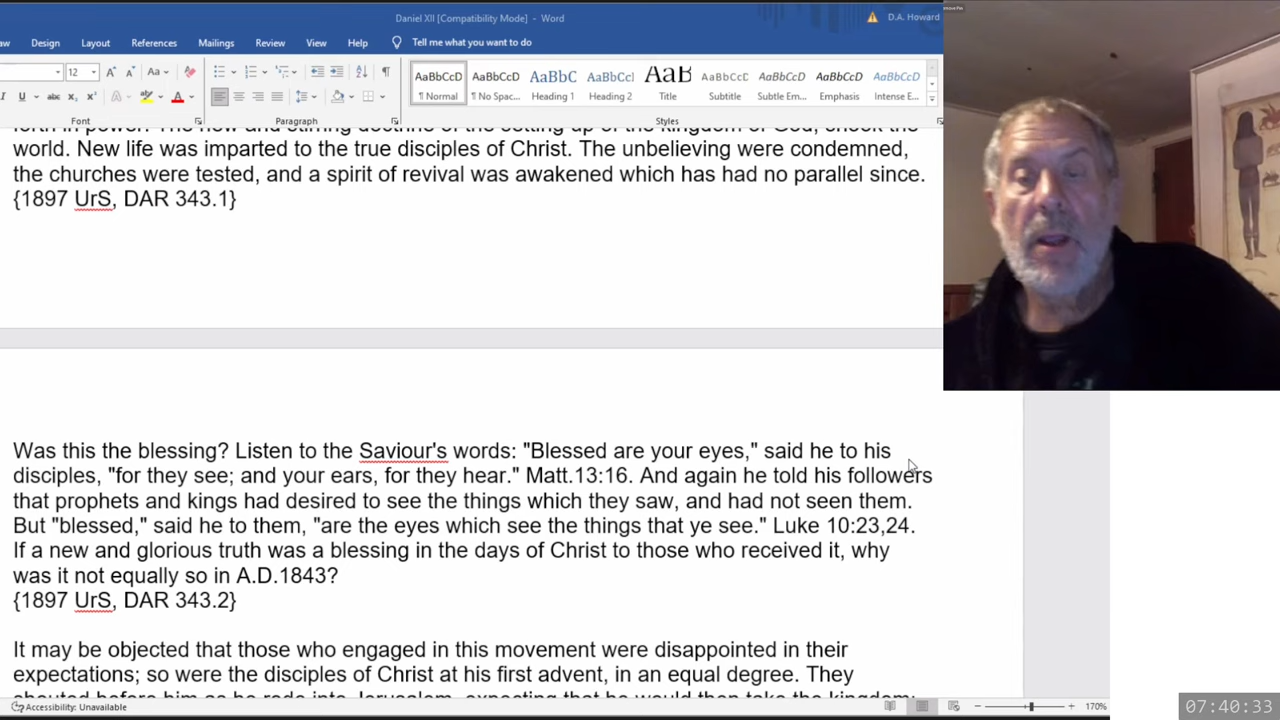 Daniel XII [Compatibility Mode] - Word
D.A. Howard
Design Layout References Mailings Review View Help Tell me what you want to do
12 Aa
AaBbCcD AaBbCcD AaBbC AaBbCcI AaB AaBbCcD AaBbCcD AaBbCcD AaBbCcD
¶ Normal ¶ No Spac... Heading 1 Heading 2 Title Subtitle Subtle Em... Emphasis Intense E...
Font Paragraph Styles
world. New life was imparted to the true disciples of Christ. The unbelieving were condemned,
the churches were tested, and a spirit of revival was awakened which has had no parallel since.
{1897 UrS, DAR 343.1}
Was this the blessing? Listen to the Saviour's words: "Blessed are your eyes," said he to his
disciples, "for they see; and your ears, for they hear." Matt.13:16. And again he told his followers
that prophets and kings had desired to see the things which they saw, and had not seen them.
But "blessed," said he to them, "are the eyes which see the things that ye see." Luke 10:23,24.
If a new and glorious truth was a blessing in the days of Christ to those who received it, why
was it not equally so in A.D.1843?
{1897 UrS, DAR 343.2}
It may be objected that those who engaged in this movement were disappointed in their
expectations; so were the disciples of Christ at his first advent, in an equal degree. They
Accessibility: Unavailable
170%
07:40:33